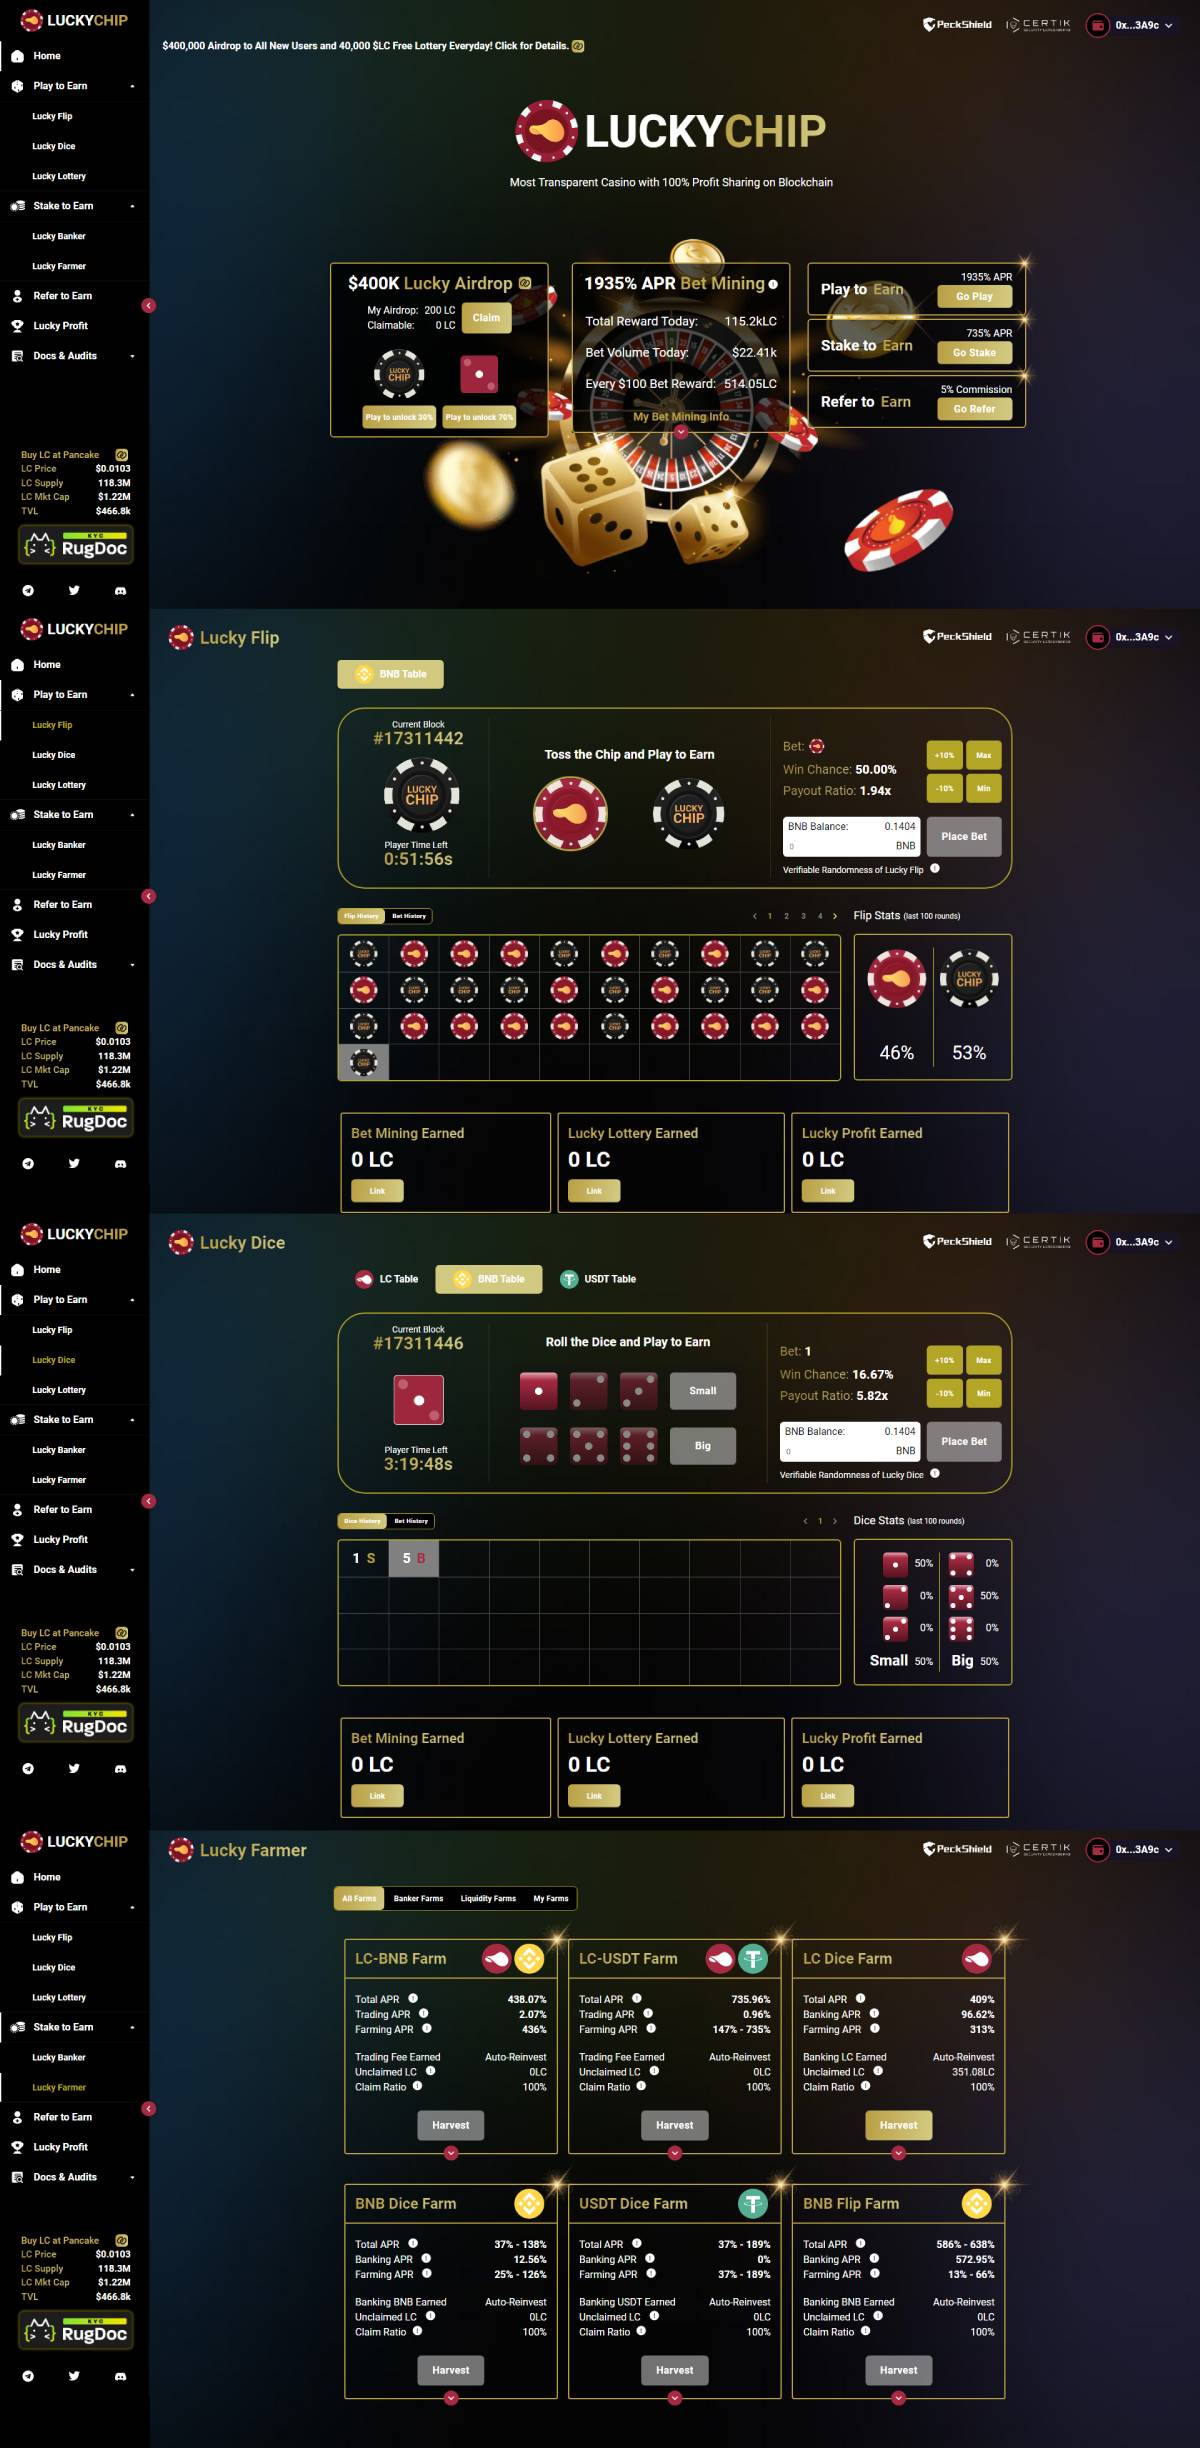 LUCKYCHIP
Home
Play to Earn
Lucky Flip
Lucky Dice
Lucky Lottery
Stake to Earn
Lucky Banker
Lucky Farmer
Refer to Earn
Lucky Profit
Docs & Audits
Buy LC at Pancake
LC Price $0.0103
LC Supply 118.3M
LC Mkt Cap $1.22M
TVL $466.8k
KYC
RugDoc
PeckShield CERTIK 0x...3A9c
$400,000 Airdrop to All New Users and 40,000 $LC Free Lottery Everyday! Click for Details.
LUCKYCHIP
Most Transparent Casino with 100% Profit Sharing on Blockchain
$400K Lucky Airdrop
My Airdrop: 200 LC
Claimable: 0 LC
Claim
LUCKY
CHIP
Play to unlock 30% Play to unlock 70%
1935% APR Bet Mining
Total Reward Today: 115.2kLC
Bet Volume Today: $22.41k
Every $100 Bet Reward: 514.05LC
My Bet Mining Info
1935% APR
Play to Earn Go Play
735% APR
Stake to Earn Go Stake
5% Commission
Refer to Earn Go Refer
LUCKYCHIP
Home
Play to Earn
Lucky Flip
Lucky Dice
Lucky Lottery
Stake to Earn
Lucky Banker
Lucky Farmer
Refer to Earn
Lucky Profit
Docs & Audits
Buy LC at Pancake
LC Price $0.0103
LC Supply 118.3M
LC Mkt Cap $1.22M
TVL $466.8k
KYC
RugDoc
Lucky Flip
PeckShield CERTIK 0x...3A9c
BNB Table
Current Block
#17311442
LUCKY
CHIP
Player Time Left
0:51:56s
Toss the Chip and Play to Earn
LUCKY
CHIP
Bet:
Win Chance: 50.00%
Payout Ratio: 1.94x
+10% Max
-10% Min
BNB Balance: 0.1404
0 BNB
Place Bet
Verifiable Randomness of Lucky Flip
Flip History Bet History
1 2 3 4
Flip Stats (last 100 rounds)
LUCKY
CHIP
46% 53%
Bet Mining Earned
0 LC
Link
Lucky Lottery Earned
0 LC
Link
Lucky Profit Earned
0 LC
Link
LUCKYCHIP
Home
Play to Earn
Lucky Flip
Lucky Dice
Lucky Lottery
Stake to Earn
Lucky Banker
Lucky Farmer
Refer to Earn
Lucky Profit
Docs & Audits
Buy LC at Pancake
LC Price $0.0103
LC Supply 118.3M
LC Mkt Cap $1.22M
TVL $466.8k
KYC
RugDoc
Lucky Dice
PeckShield CERTIK 0x...3A9c
LC Table BNB Table USDT Table
Current Block
#17311446
Player Time Left
3:19:48s
Roll the Dice and Play to Earn
Small
Big
Bet: 1
Win Chance: 16.67%
Payout Ratio: 5.82x
+10% Max
-10% Min
BNB Balance: 0.1404
0 BNB
Place Bet
Verifiable Randomness of Lucky Dice
Dice History Bet History
1
1 S 5 B
Dice Stats (last 100 rounds)
50% 0%
0% 50%
0% 0%
Small 50% Big 50%
Bet Mining Earned
0 LC
Link
Lucky Lottery Earned
0 LC
Link
Lucky Profit Earned
0 LC
Link
LUCKYCHIP
Home
Play to Earn
Lucky Flip
Lucky Dice
Lucky Lottery
Stake to Earn
Lucky Banker
Lucky Farmer
Refer to Earn
Lucky Profit
Docs & Audits
Buy LC at Pancake
LC Price $0.0103
LC Supply 118.3M
LC Mkt Cap $1.22M
TVL $466.8k
KYC
RugDoc
Lucky Farmer
PeckShield CERTIK 0x...3A9c
All Farms Banker Farms Liquidity Farms My Farms
LC-BNB Farm
Total APR 438.07%
Trading APR 2.07%
Farming APR 436%
Trading Fee Earned Auto-Reinvest
Unclaimed LC 0LC
Claim Ratio 100%
Harvest
LC-USDT Farm
Total APR 735.96%
Trading APR 0.96%
Farming APR 147% - 735%
Trading Fee Earned Auto-Reinvest
Unclaimed LC 0LC
Claim Ratio 100%
Harvest
LC Dice Farm
Total APR 409%
Banking APR 96.62%
Farming APR 313%
Banking LC Earned Auto-Reinvest
Unclaimed LC 351.08LC
Claim Ratio 100%
Harvest
BNB Dice Farm
Total APR 37% - 138%
Banking APR 12.56%
Farming APR 25% - 126%
Banking BNB Earned Auto-Reinvest
Unclaimed LC 0LC
Claim Ratio 100%
Harvest
USDT Dice Farm
Total APR 37% - 189%
Banking APR 0%
Farming APR 37% - 189%
Banking USDT Earned Auto-Reinvest
Unclaimed LC 0LC
Claim Ratio 100%
Harvest
BNB Flip Farm
Total APR 586% - 638%
Banking APR 572.95%
Farming APR 13% - 66%
Banking BNB Earned Auto-Reinvest
Unclaimed LC 0LC
Claim Ratio 100%
Harvest